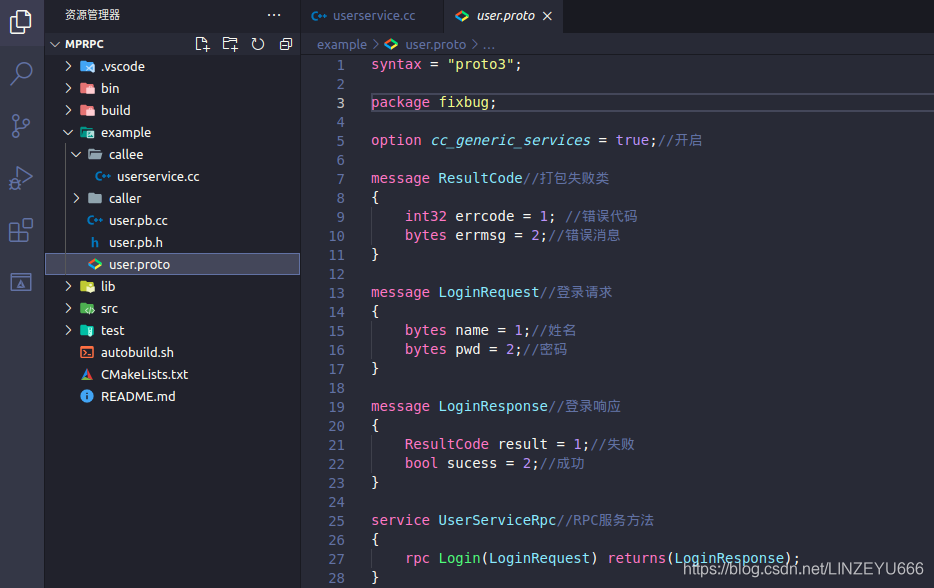 资源管理器
MPRPC
.vscode
bin
build
example
callee
userservice.cc
caller
user.pb.cc
user.pb.h
user.proto
lib
src
test
autobuild.sh
CMakeLists.txt
README.md
userservice.cc
user.proto
example > user.proto > ...
1 syntax = "proto3";
2
3 package fixbug;
4
5 option cc_generic_services = true;//开启
6
7 message ResultCode//打包失败类
8 {
9 int32 errcode = 1; //错误代码
10 bytes errmsg = 2;//错误消息
11 }
12
13 message LoginRequest//登录请求
14 {
15 bytes name = 1;//姓名
16 bytes pwd = 2;//密码
17 }
18
19 message LoginResponse//登录响应
20 {
21 ResultCode result = 1;//失败
22 bool sucess = 2;//成功
23 }
24
25 service UserServiceRpc//RPC服务方法
26 {
27 rpc Login(LoginRequest) returns(LoginResponse);
28 }
https://blog.csdn.net/LINZEYU666